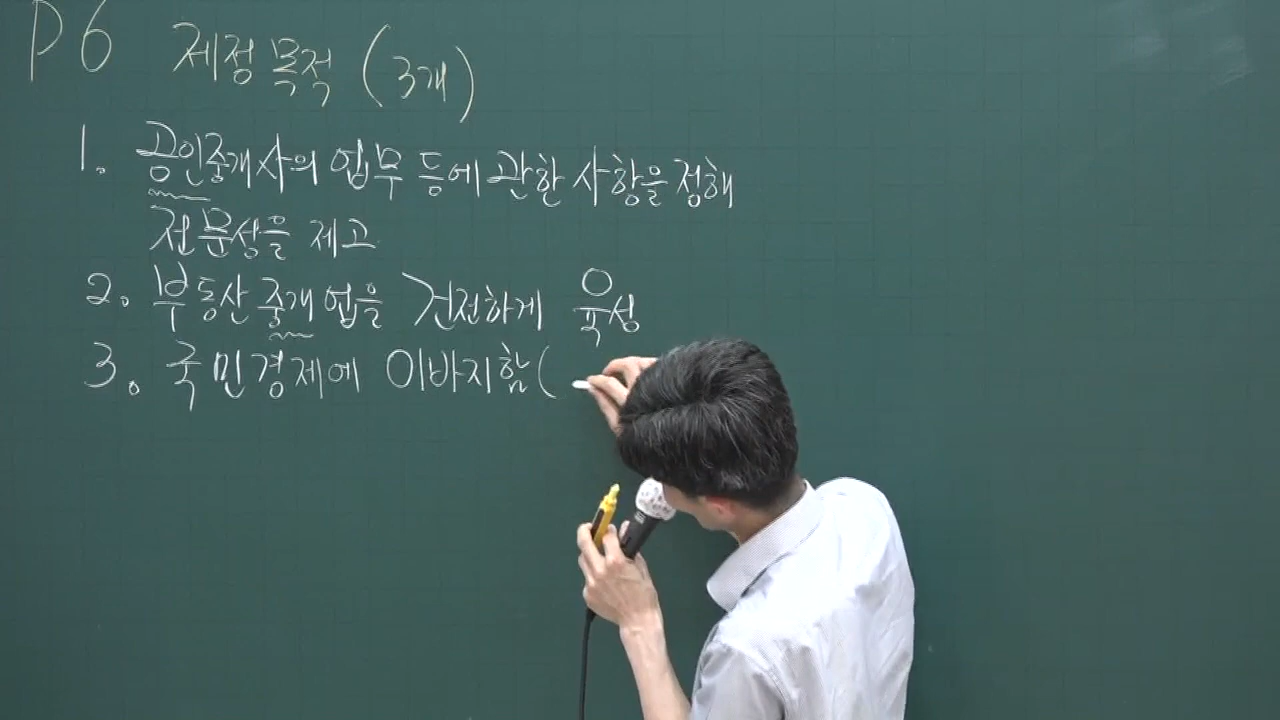 P6 제정목적 (3개)
1. 공인중개사의 업무 등에 관한 사항을 정해
전문성을 제고
2. 부동산 중개업을 건전하게 육성
3. 국민경제에 이바지함(